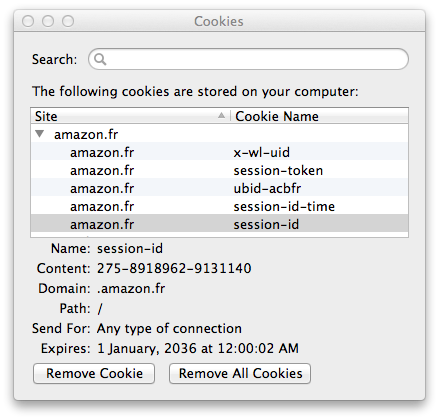 Cookies
Search:
The following cookies are stored on your computer:
Site Cookie Name
amazon.fr
amazon.fr x-wl-uid
amazon.fr session-token
amazon.fr ubid-acbfr
amazon.fr session-id-time
amazon.fr session-id
Name: session-id
Content: 275-8918962-9131140
Domain: .amazon.fr
Path: /
Send For: Any type of connection
Expires: 1 January, 2036 at 12:00:02 AM
Remove Cookie Remove All Cookies